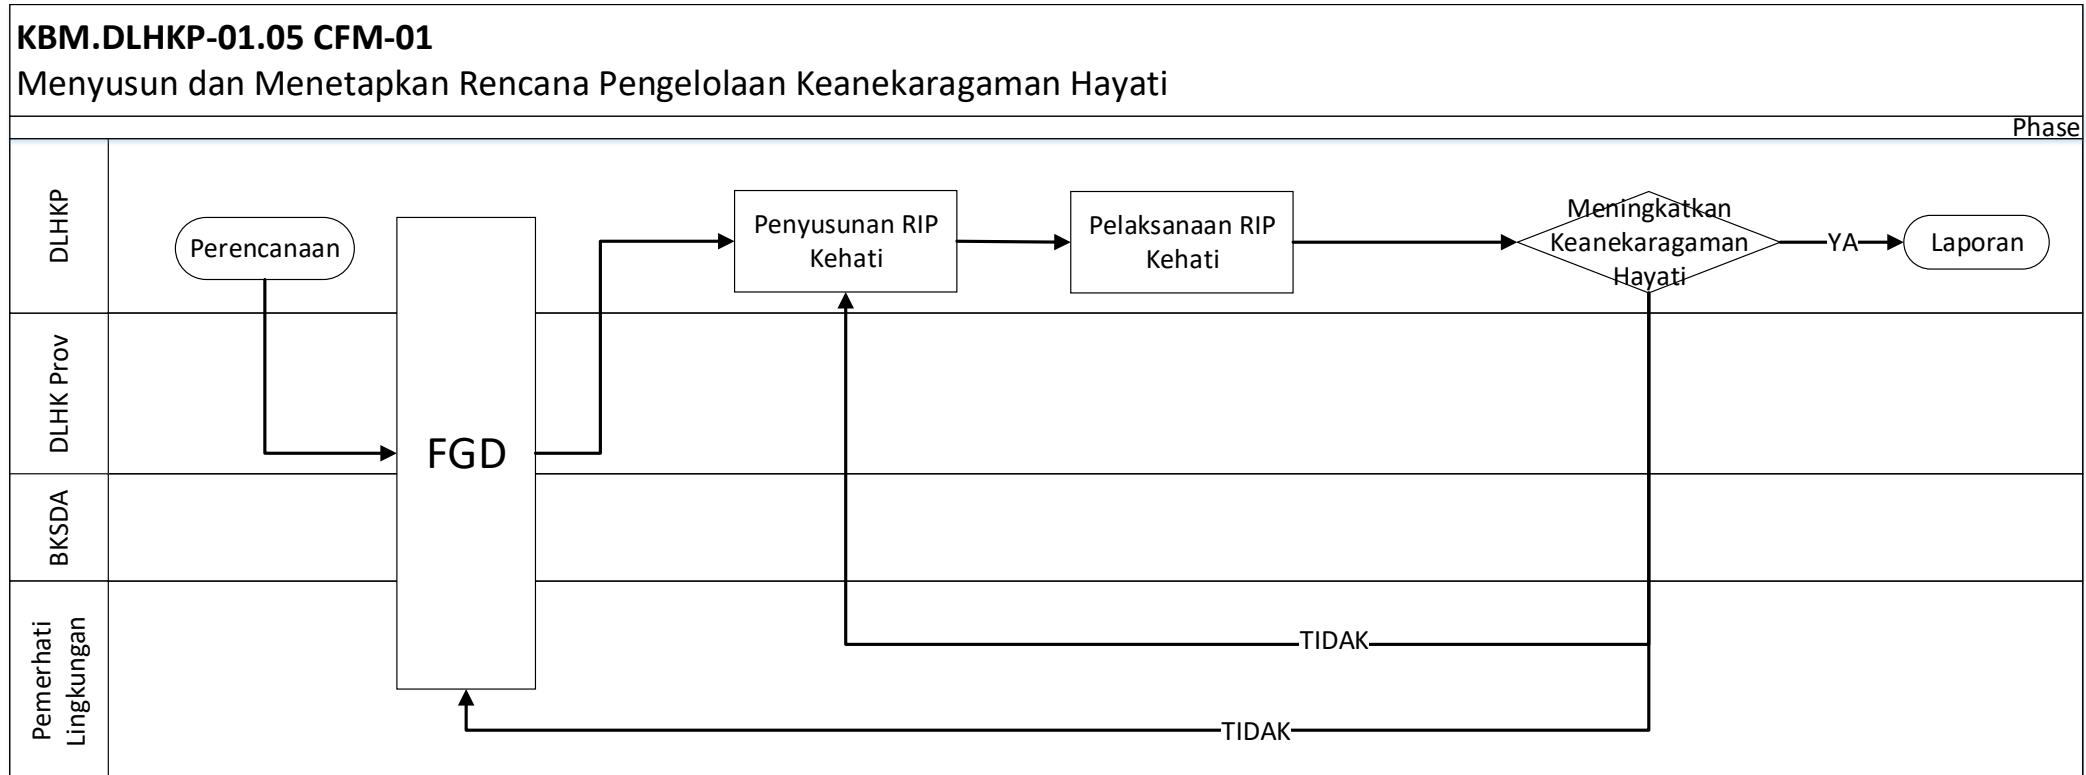 KBM.DLHKP-01.05 CFM-01
Menyusun dan Menetapkan Rencana Pengelolaan Keanekaragaman Hayati
Phase
DLHKP
Perencanaan
FGD
Penyusunan RIP
Kehati
Pelaksanaan RIP
Kehati
Meningkatkan
Keanekaragaman
Hayati
YA
Laporan
DLHK Prov
BKSDA
Pemerhati
Lingkungan
TIDAK
TIDAK